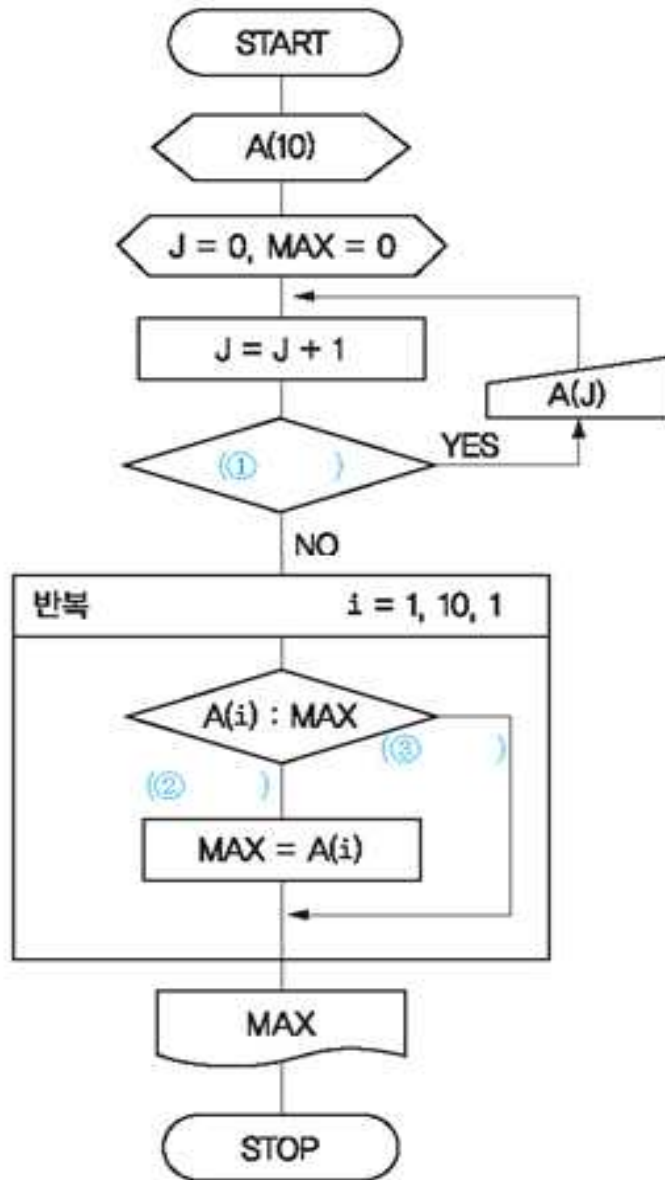 START
A(10)
J = 0, MAX = 0
J = J + 1
A(J)
(① )
YES
NO
반복 i = 1, 10, 1
A(i) : MAX
(③ )
(② )
MAX = A(i)
MAX
STOP